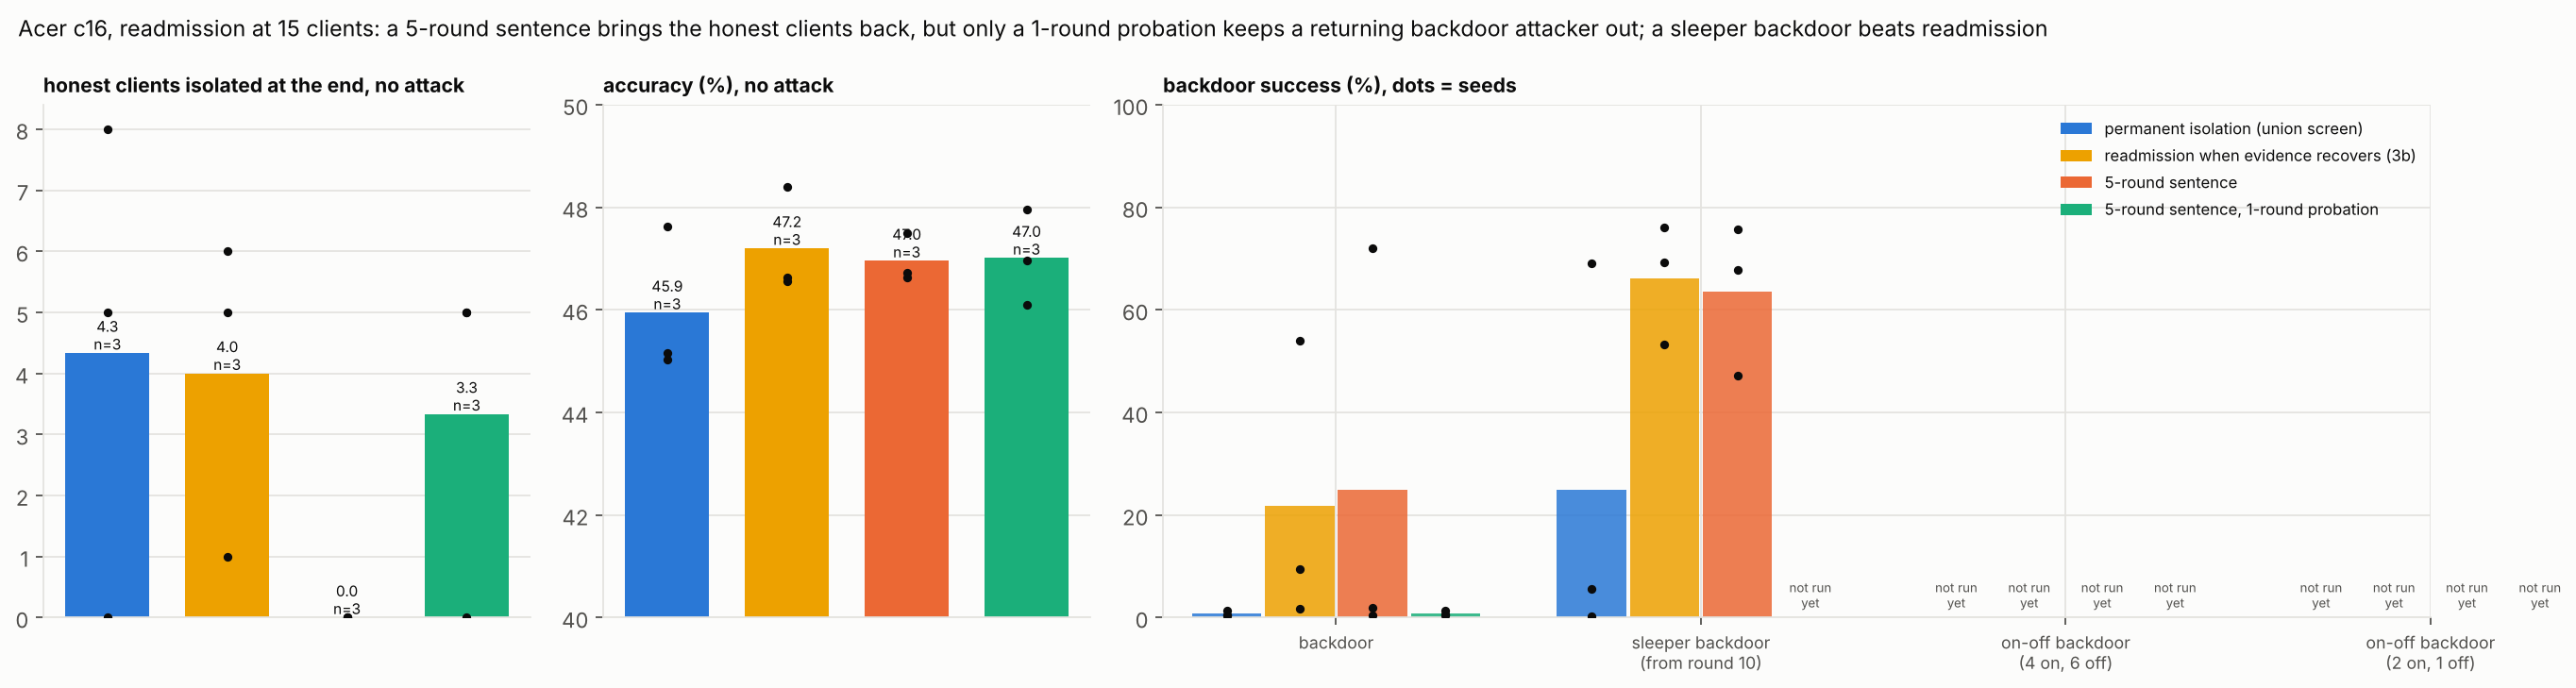 Acer c16, readmission at 15 clients: a 5-round sentence brings the honest clients back, but only a 1-round probation keeps a returning backdoor attacker out; a sleeper backdoor beats readmission
honest clients isolated at the end, no attack
8
7
6
5
4
3
2
1
0
4.3
n=3
4.0
n=3
0.0
n=3
3.3
n=3
accuracy (%), no attack
50
48
46
44
42
40
45.9
n=3
47.2
n=3
47.0
n=3
47.0
n=3
backdoor success (%), dots = seeds
100
80
60
40
20
0
permanent isolation (union screen)
readmission when evidence recovers (3b)
5-round sentence
5-round sentence, 1-round probation
not run
yet
not run
yet
not run
yet
not run
yet
not run
yet
not run
yet
not run
yet
not run
yet
not run
yet
backdoor
sleeper backdoor
(from round 10)
on-off backdoor
(4 on, 6 off)
on-off backdoor
(2 on, 1 off)